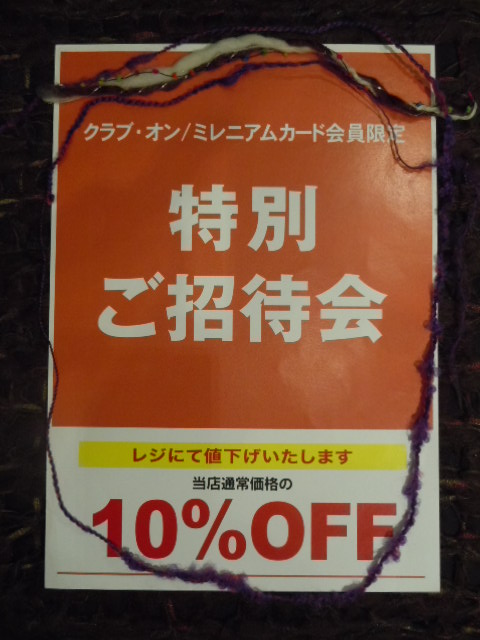 クラブ・オン/ミレニアムカード会員限定
特別
ご招待会
レジにて値下げいたします
当店通常価格の
10%OFF